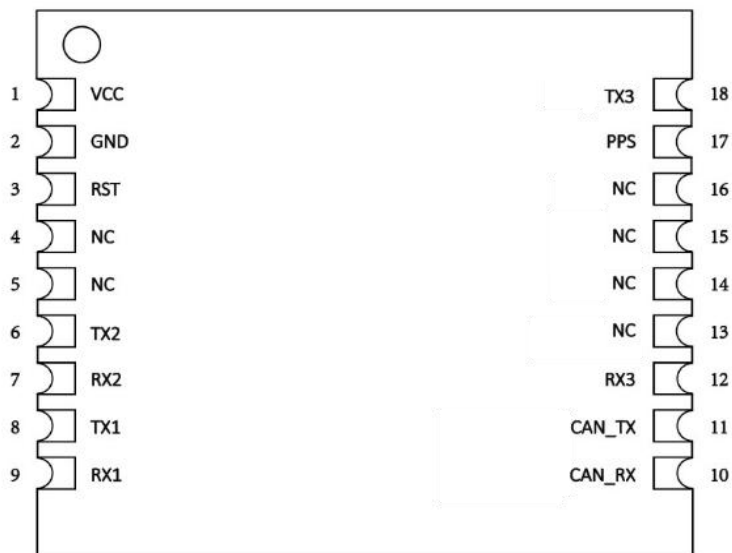 1 VCC TX3 18
2 GND PPS 17
3 RST NC 16
4 NC NC 15
5 NC NC 14
6 TX2 NC 13
7 RX2 RX3 12
8 TX1 CAN_TX 11
9 RX1 CAN_RX 10